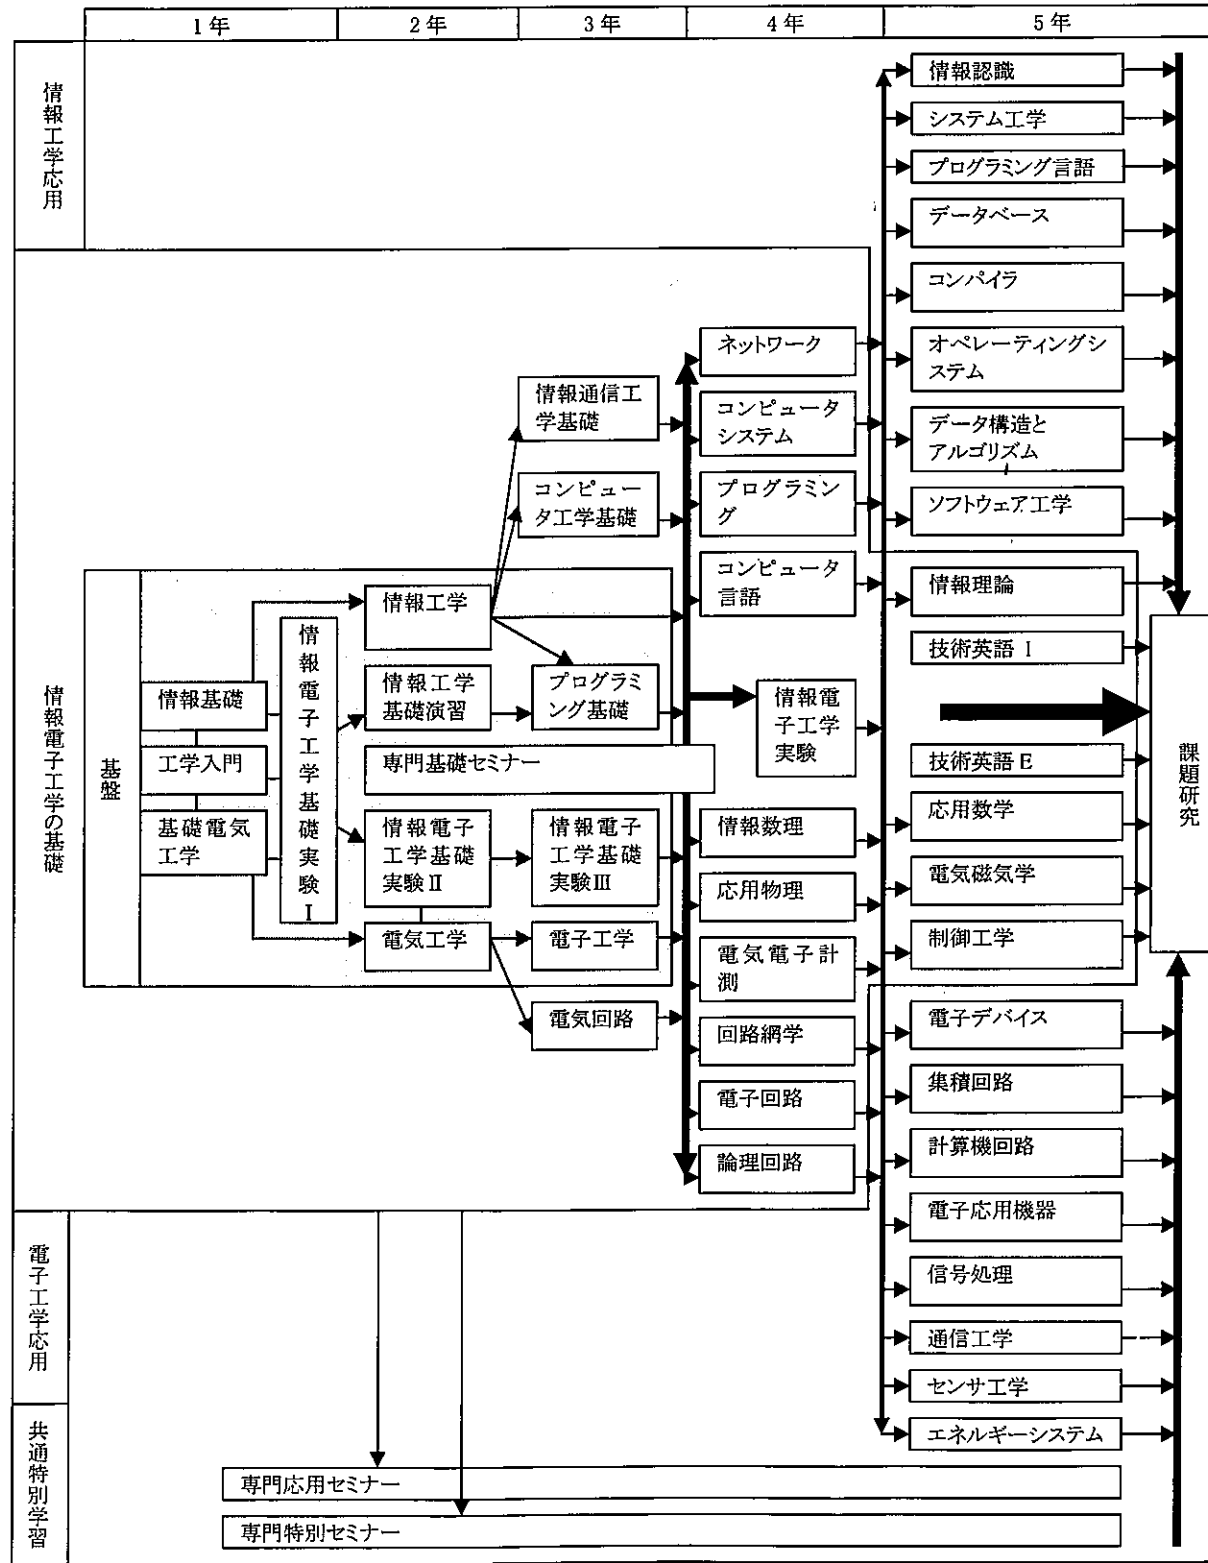 1年
2年
3年
4年
5年
情報工学応用
情報認識
システム工学
プログラミング言語
データベース
コンパイラ
オペレーティングシ
ステム
データ構造と
アルゴリズム
ソフトウェア工学
情報電子工学の基礎
ネットワーク
コンピュータ
システム
プログラミン
グ
コンピュータ
言語
情報通信工
学基礎
コンピュー
タ工学基礎
基盤
情報基礎
工学入門
基礎電気
工学
情報電子工学基礎実験Ⅰ
情報工学
情報工学
基礎演習
プログラミ
ング基礎
専門基礎セミナー
情報電子
工学基礎
実験Ⅱ
情報電子
工学基礎
実験Ⅲ
電気工学
電子工学
電気回路
情報電
子工学
実験
情報数理
応用物理
電気電子計
測
回路網学
電子回路
論理回路
情報理論
技術英語 I
技術英語 E
応用数学
電気磁気学
制御工学
課題研究
電子工学応用
電子デバイス
集積回路
計算機回路
電子応用機器
信号処理
通信工学
センサ工学
エネルギーシステム
共通特別学習
専門応用セミナー
専門特別セミナー